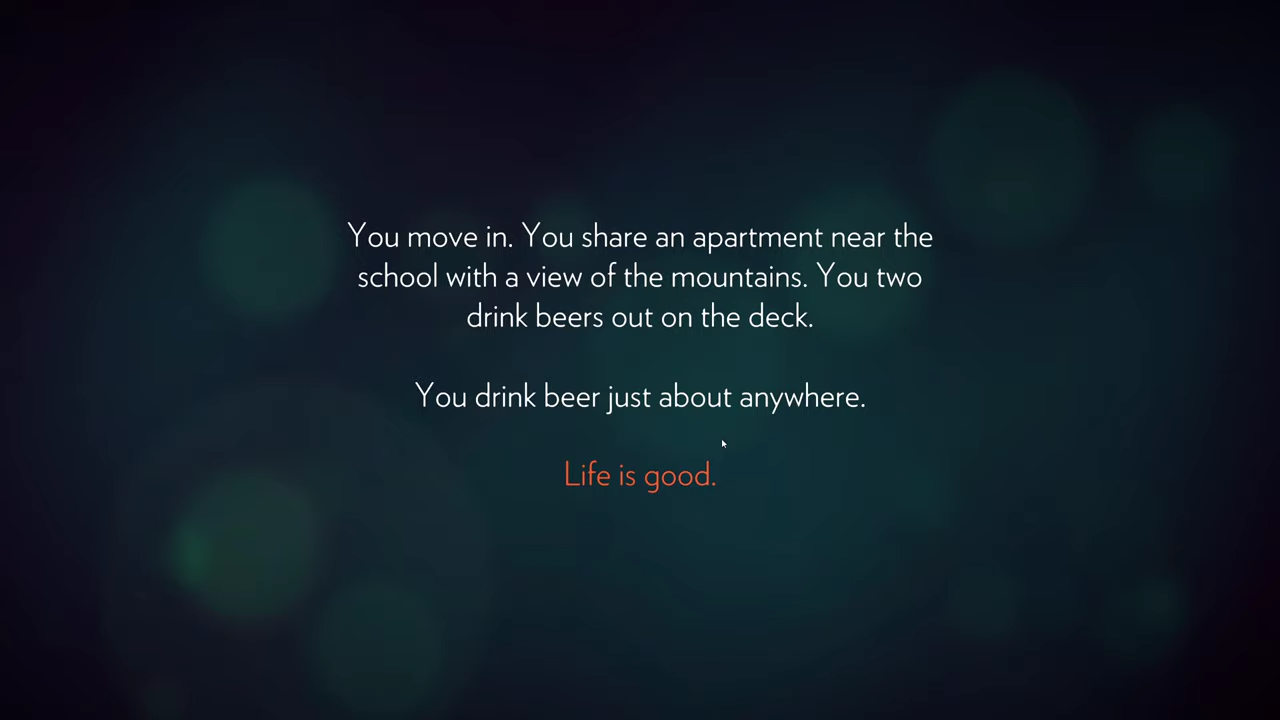 You move in. You share an apartment near the
school with a view of the mountains. You two
drink beers out on the deck.
You drink beer just about anywhere.
Life is good.